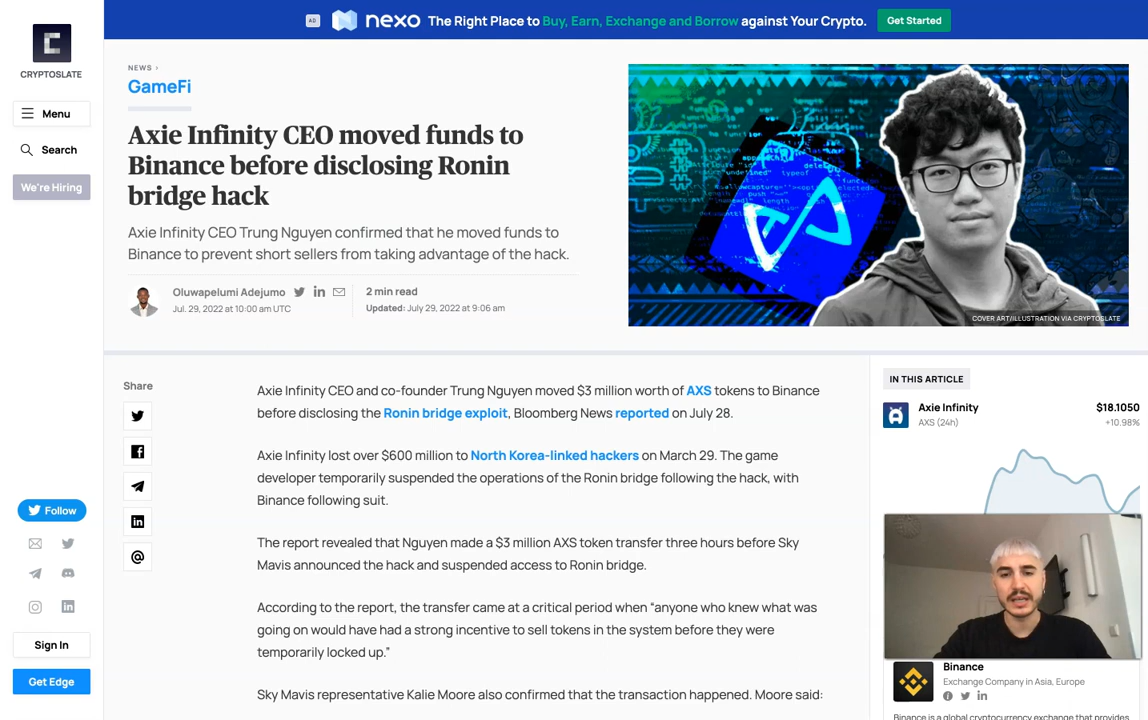 AD nexo The Right Place to Buy, Earn, Exchange and Borrow against Your Crypto. Get Started
CRYPTOSLATE
Menu
Search
We're Hiring
Follow
Sign In
Get Edge
NEWS ›
GameFi
Axie Infinity CEO moved funds to
Binance before disclosing Ronin
bridge hack
Axie Infinity CEO Trung Nguyen confirmed that he moved funds to
Binance to prevent short sellers from taking advantage of the hack.
Oluwapelumi Adejumo
Jul. 29, 2022 at 10:00 am UTC
2 min read
Updated: July 29, 2022 at 9:06 am
COVER ART/ILLUSTRATION VIA CRYPTOSLATE
Share
Axie Infinity CEO and co-founder Trung Nguyen moved $3 million worth of AXS tokens to Binance
before disclosing the Ronin bridge exploit, Bloomberg News reported on July 28.
Axie Infinity lost over $600 million to North Korea-linked hackers on March 29. The game
developer temporarily suspended the operations of the Ronin bridge following the hack, with
Binance following suit.
The report revealed that Nguyen made a $3 million AXS token transfer three hours before Sky
Mavis announced the hack and suspended access to Ronin bridge.
According to the report, the transfer came at a critical period when “anyone who knew what was
going on would have had a strong incentive to sell tokens in the system before they were
temporarily locked up.”
Sky Mavis representative Kalie Moore also confirmed that the transaction happened. Moore said:
IN THIS ARTICLE
Axie Infinity $18.1050
AXS (24h) +10.98%
Binance
Exchange Company in Asia, Europe
Binance is a global cryptocurrency exchange that provides